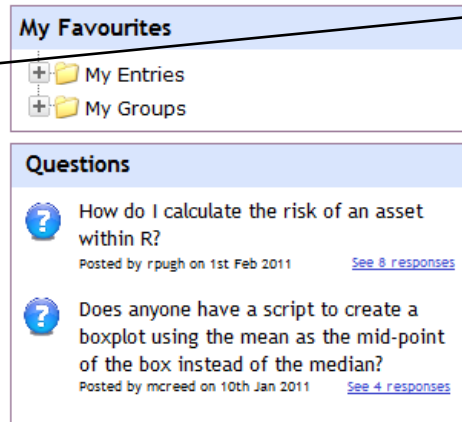 My Favourites
My Entries
My Groups
Questions
How do I calculate the risk of an asset
within R?
Posted by rpugh on 1st Feb 2011 See 8 responses
Does anyone have a script to create a
boxplot using the mean as the mid-point
of the box instead of the median?
Posted by mcreed on 10th Jan 2011 See 4 responses